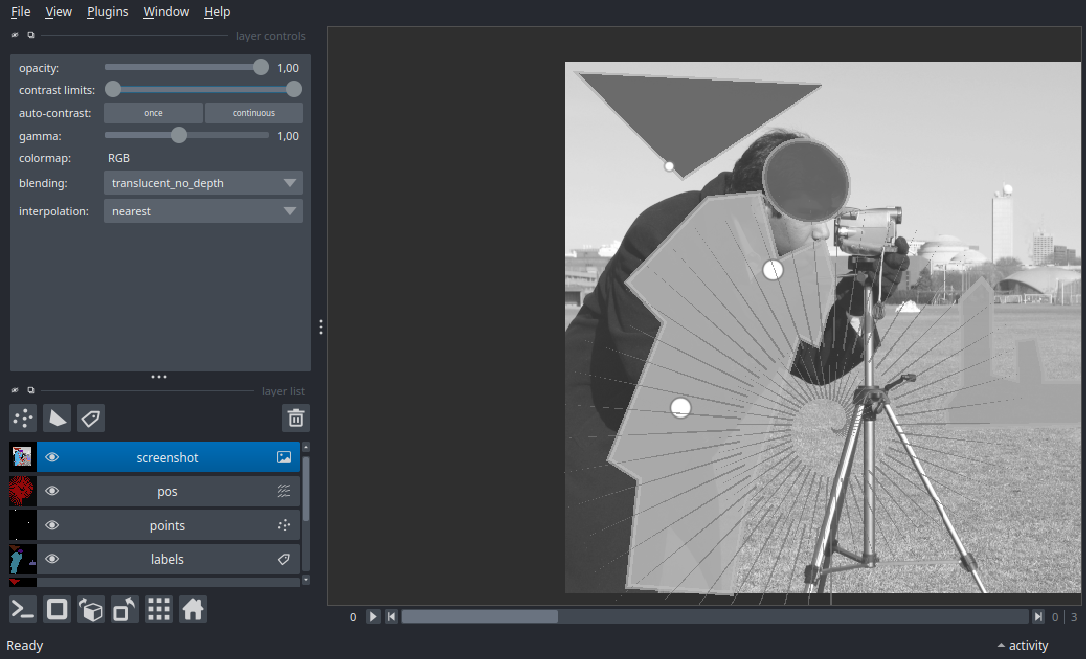 File View Plugins Window Help
layer controls
opacity: 1,00
contrast limits:
auto-contrast: once continuous
gamma: 1,00
colormap: RGB
blending: translucent_no_depth
interpolation: nearest
layer list
screenshot
pos
points
labels
0 0 3
Ready activity